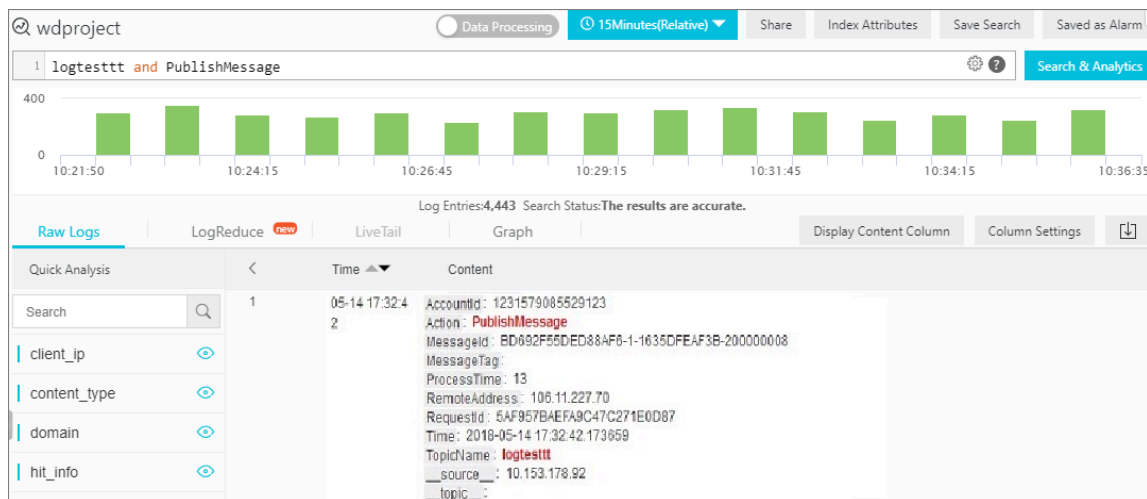 wdproject
Data Processing
15Minutes(Relative)
Share
Index Attributes
Save Search
Saved as Alarm
1 logtesttt and PublishMessage
?
Search & Analytics
400
0
10:21:50 10:24:15 10:26:45 10:29:15 10:31:45 10:34:15 10:36:35
Log Entries:4,443 Search Status:The results are accurate.
Raw Logs
LogReduce new
LiveTail
Graph
Display Content Column
Column Settings
Quick Analysis
<
Time
Content
Search
client_ip
content_type
domain
hit_info
1
05-14 17:32:4
2
AccountId : 1231579085529123
Action : PublishMessage
MessageId : BD692F55DED88AF6-1-1635DFEAF3B-200000008
MessageTag :
ProcessTime : 13
RemoteAddress : 106.11.227.70
RequestId : 5AF957BAEFA9C47C271E0D87
Time : 2018-05-14 17:32:42.173659
TopicName : logtesttt
__source__ : 10.153.178.92
__topic__ :